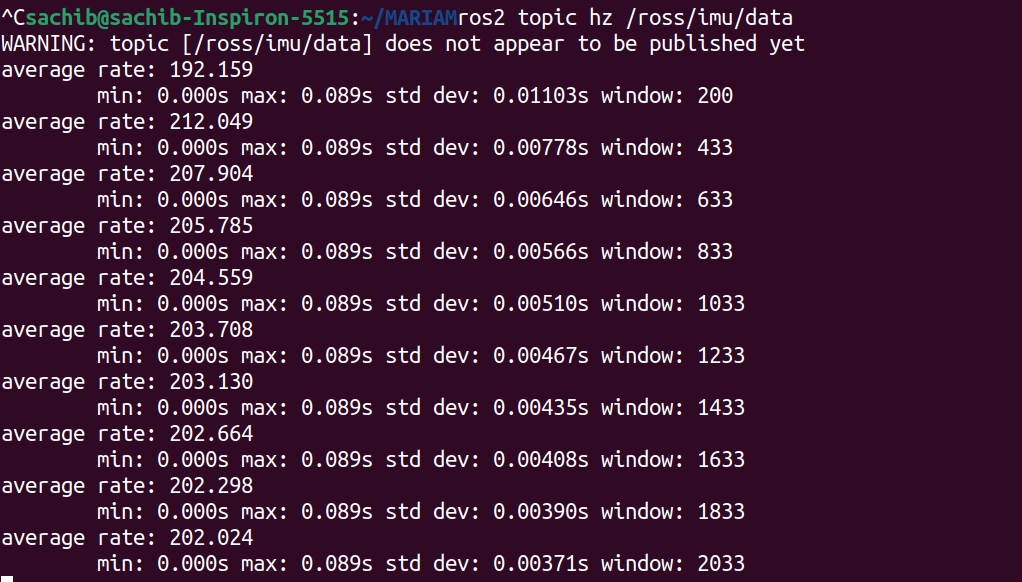 ^Csachib@sachib-Inspiron-5515:~/MARIAMros2 topic hz /ross/imu/data
WARNING: topic [/ross/imu/data] does not appear to be published yet
average rate: 192.159
min: 0.000s max: 0.089s std dev: 0.01103s window: 200
average rate: 212.049
min: 0.000s max: 0.089s std dev: 0.00778s window: 433
average rate: 207.904
min: 0.000s max: 0.089s std dev: 0.00646s window: 633
average rate: 205.785
min: 0.000s max: 0.089s std dev: 0.00566s window: 833
average rate: 204.559
min: 0.000s max: 0.089s std dev: 0.00510s window: 1033
average rate: 203.708
min: 0.000s max: 0.089s std dev: 0.00467s window: 1233
average rate: 203.130
min: 0.000s max: 0.089s std dev: 0.00435s window: 1433
average rate: 202.664
min: 0.000s max: 0.089s std dev: 0.00408s window: 1633
average rate: 202.298
min: 0.000s max: 0.089s std dev: 0.00390s window: 1833
average rate: 202.024
min: 0.000s max: 0.089s std dev: 0.00371s window: 2033